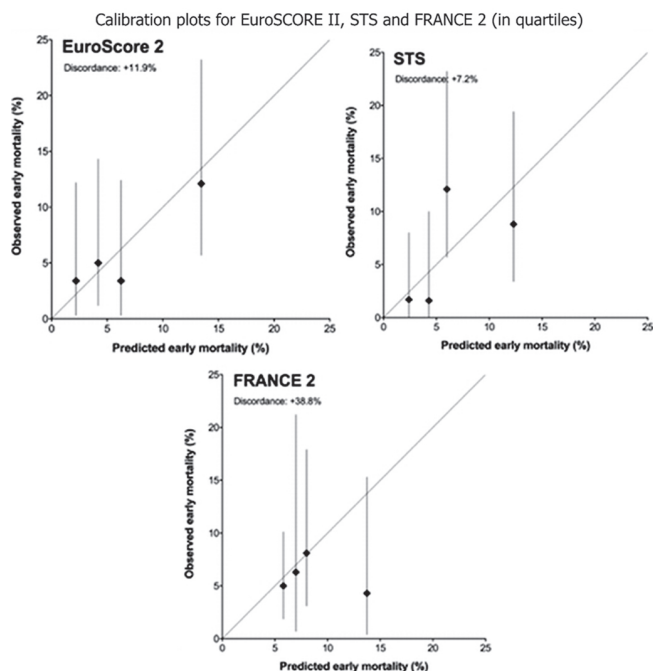 Calibration plots for EuroSCORE II, STS and FRANCE 2 (in quartiles)
EuroScore 2
Discordance: +11.9%
Observed early mortality (%)
25
20
15
10
5
0
0 5 10 15 20 25
Predicted early mortality (%)
STS
Discordance: +7.2%
Observed early mortality (%)
25
20
15
10
5
0
0 5 10 15 20 25
Predicted early mortality (%)
FRANCE 2
Discordance: +38.8%
Observed early mortality (%)
25
20
15
10
5
0
0 5 10 15 20 25
Predicted early mortality (%)